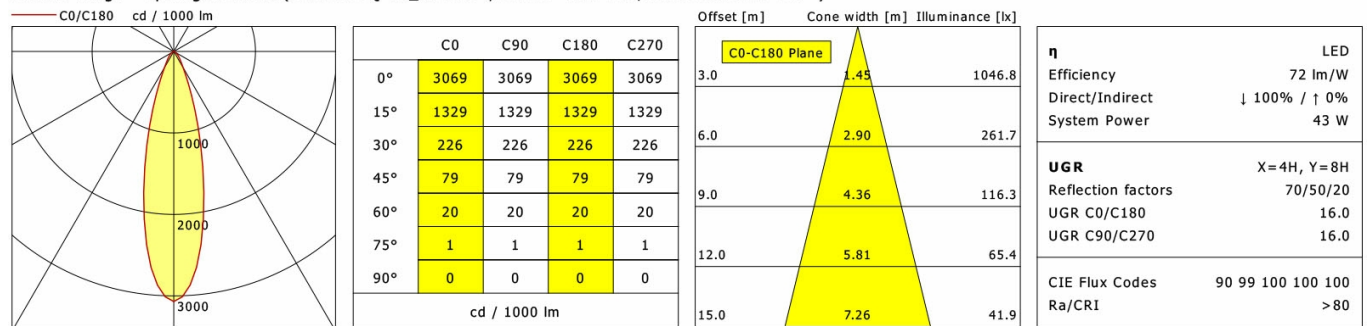 C0/C180 cd / 1000 lm
1000
2000
3000
C0 C90 C180 C270
0° 3069 3069 3069 3069
15° 1329 1329 1329 1329
30° 226 226 226 226
45° 79 79 79 79
60° 20 20 20 20
75° 1 1 1 1
90° 0 0 0 0
cd / 1000 lm
Offset [m] Cone width [m] Illuminance [lx]
C0-C180 Plane
3.0 1.45 1046.8
6.0 2.90 261.7
9.0 4.36 116.3
12.0 5.81 65.4
15.0 7.26 41.9
η LED
Efficiency 72 lm/W
Direct/Indirect ↓ 100% / ↑ 0%
System Power 43 W
UGR X=4H, Y=8H
Reflection factors 70/50/20
UGR C0/C180 16.0
UGR C90/C270 16.0
CIE Flux Codes 90 99 100 100 100
Ra/CRI >80